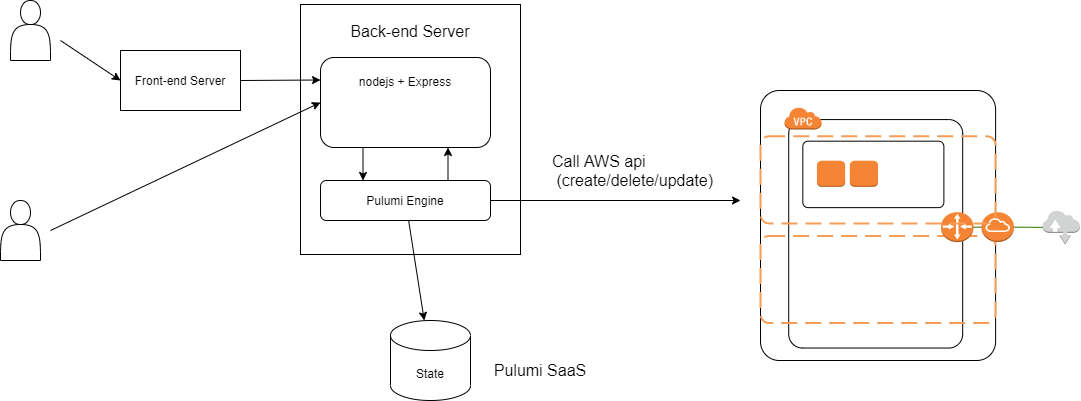 Back-end Server
Front-end Server
nodejs + Express
Pulumi Engine
Call AWS api
(create/delete/update)
VPC
State
Pulumi SaaS